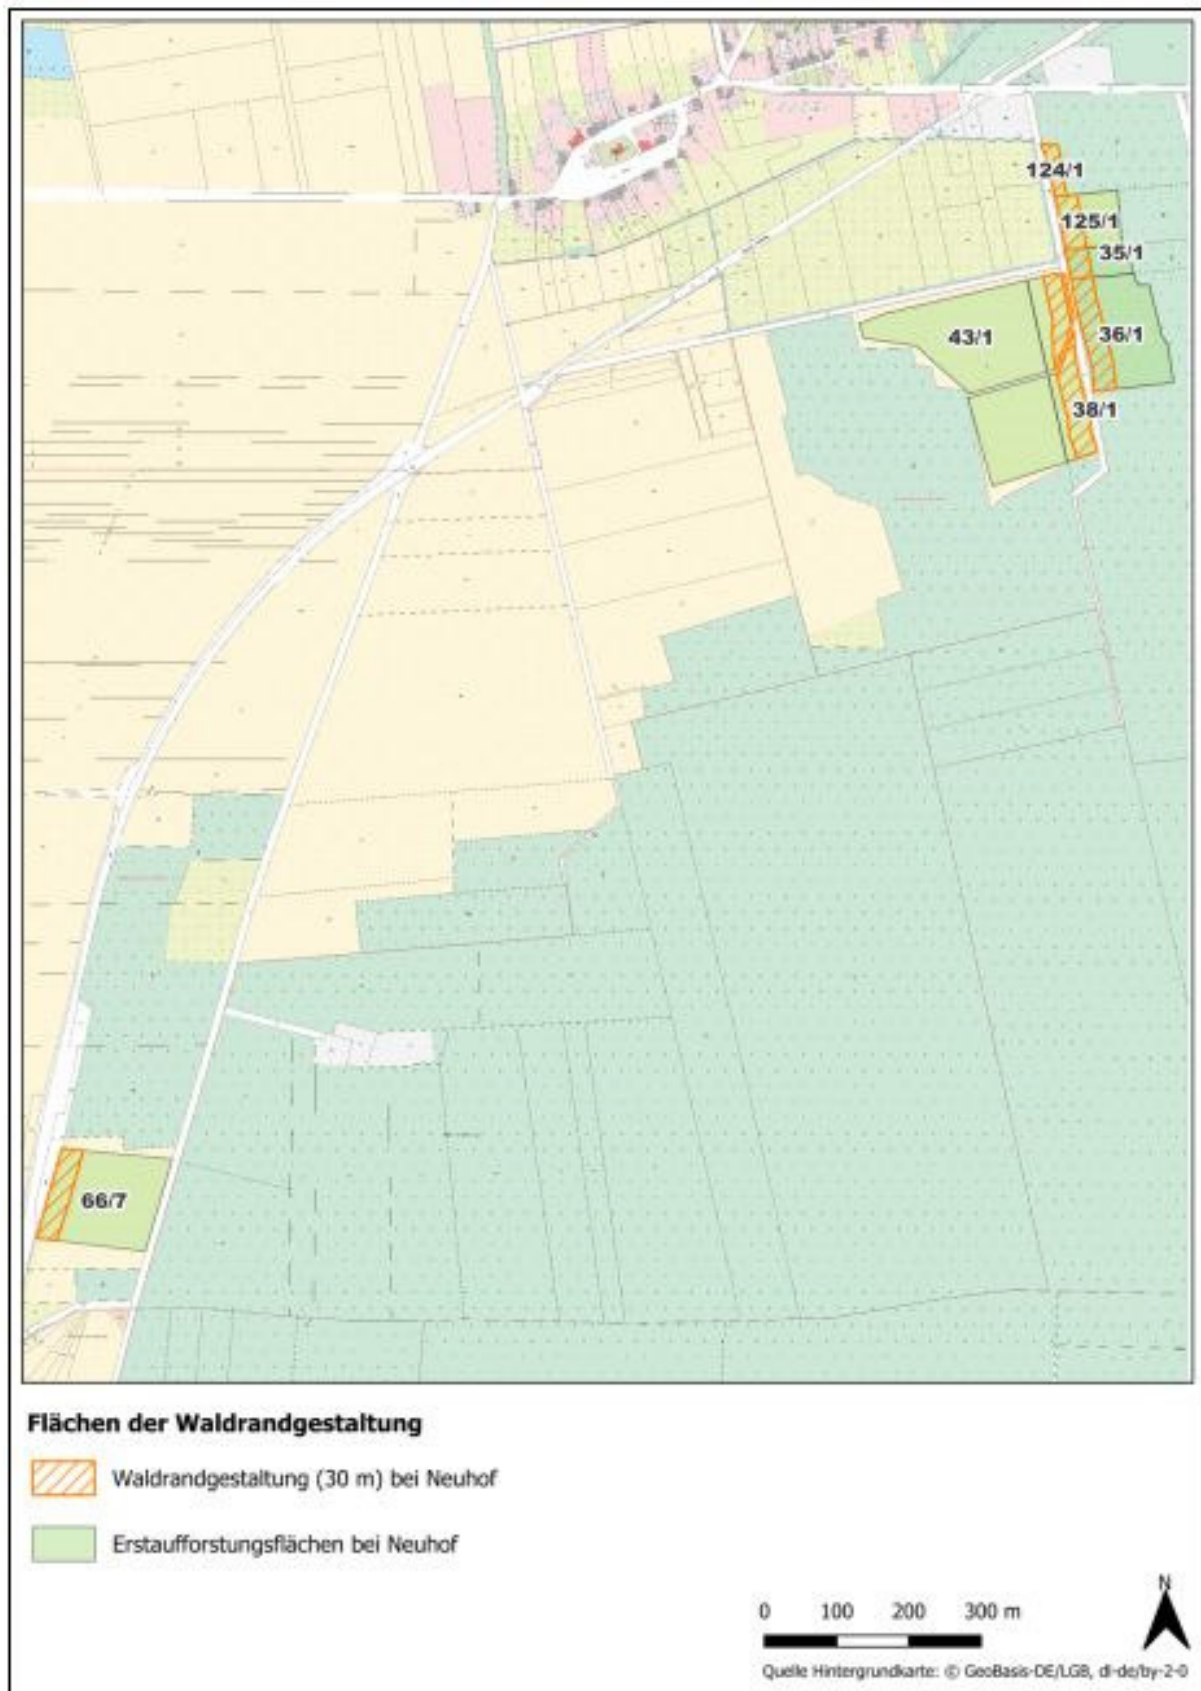 124/1
125/1
35/1
43/1
36/1
38/1
66/7
Flächen der Waldrandgestaltung
Waldrandgestaltung (30 m) bei Neuhof
Erstaufforstungsflächen bei Neuhof
N
0 100 200 300 m
Quelle Hintergrundkarte: © GeoBasis-DE/LGB, dl-de/by-2-0